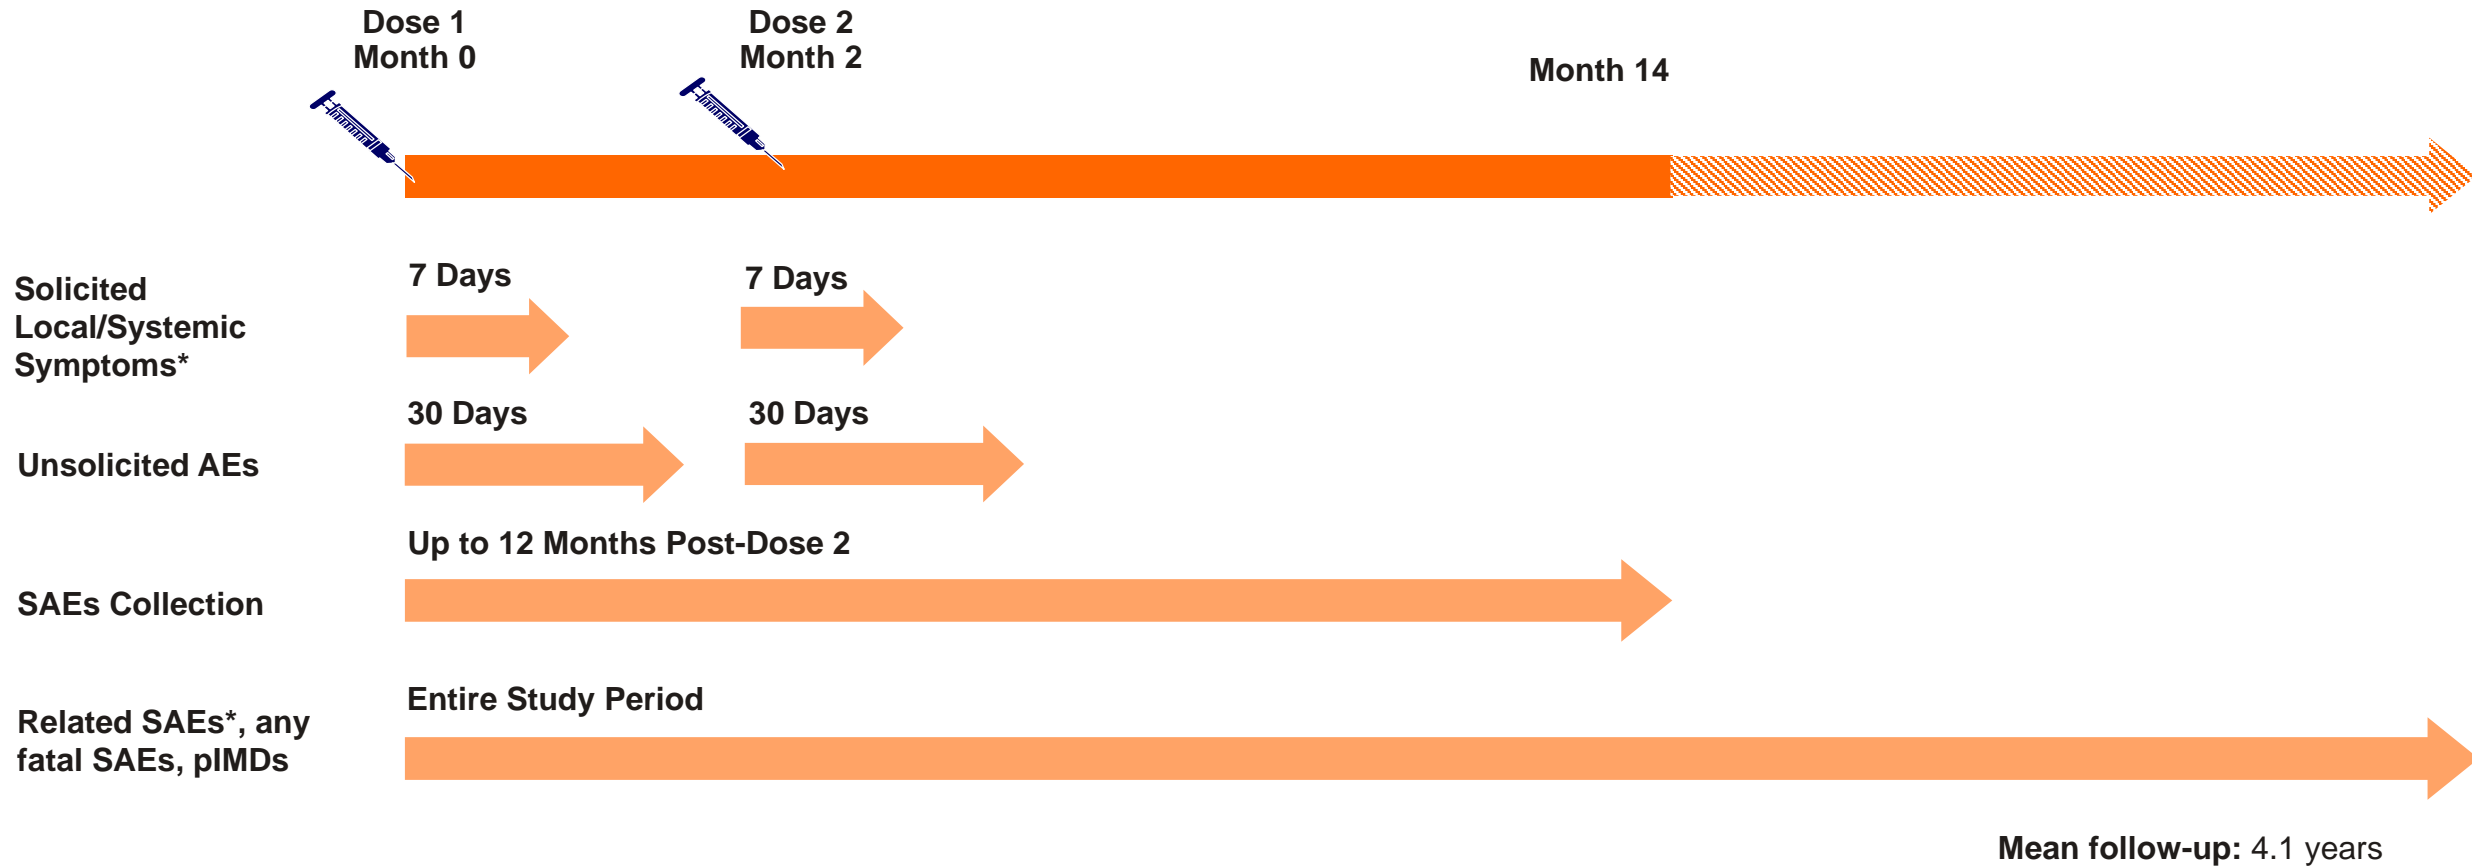 Dose 1
Month 0
Dose 2
Month 2
Month 14
Solicited
Local/Systemic
Symptoms*
7 Days
7 Days
Unsolicited AEs
30 Days
30 Days
SAEs Collection
Up to 12 Months Post-Dose 2
Related SAEs*, any
fatal SAEs, pIMDs
Entire Study Period
Mean follow-up: 4.1 years